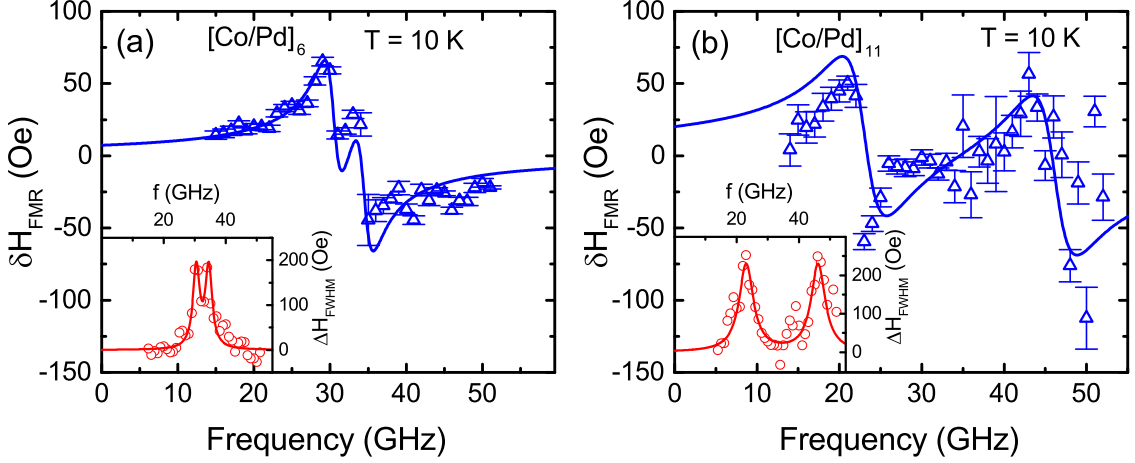 (a)
[Co/Pd]6
T = 10 K
100
50
0
-50
-100
-150
δHFMR (Oe)
f (GHz)
20 40
200
100
0
ΔHFWHM (Oe)
0 10 20 30 40 50
Frequency (GHz)
(b)
[Co/Pd]11
T = 10 K
100
50
0
-50
-100
-150
δHFMR (Oe)
f (GHz)
20 40
200
100
0
ΔHFWHM (Oe)
0 10 20 30 40 50
Frequency (GHz)